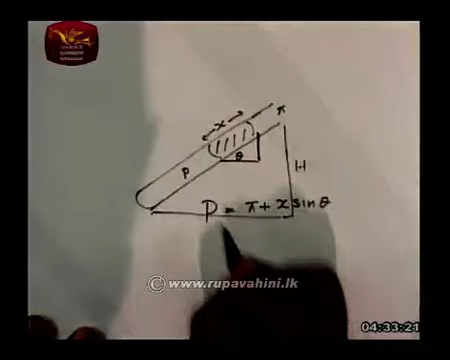 x
π
P
θ
H
P = π + x sin θ
© www.rupavahini.lk
04:33:21